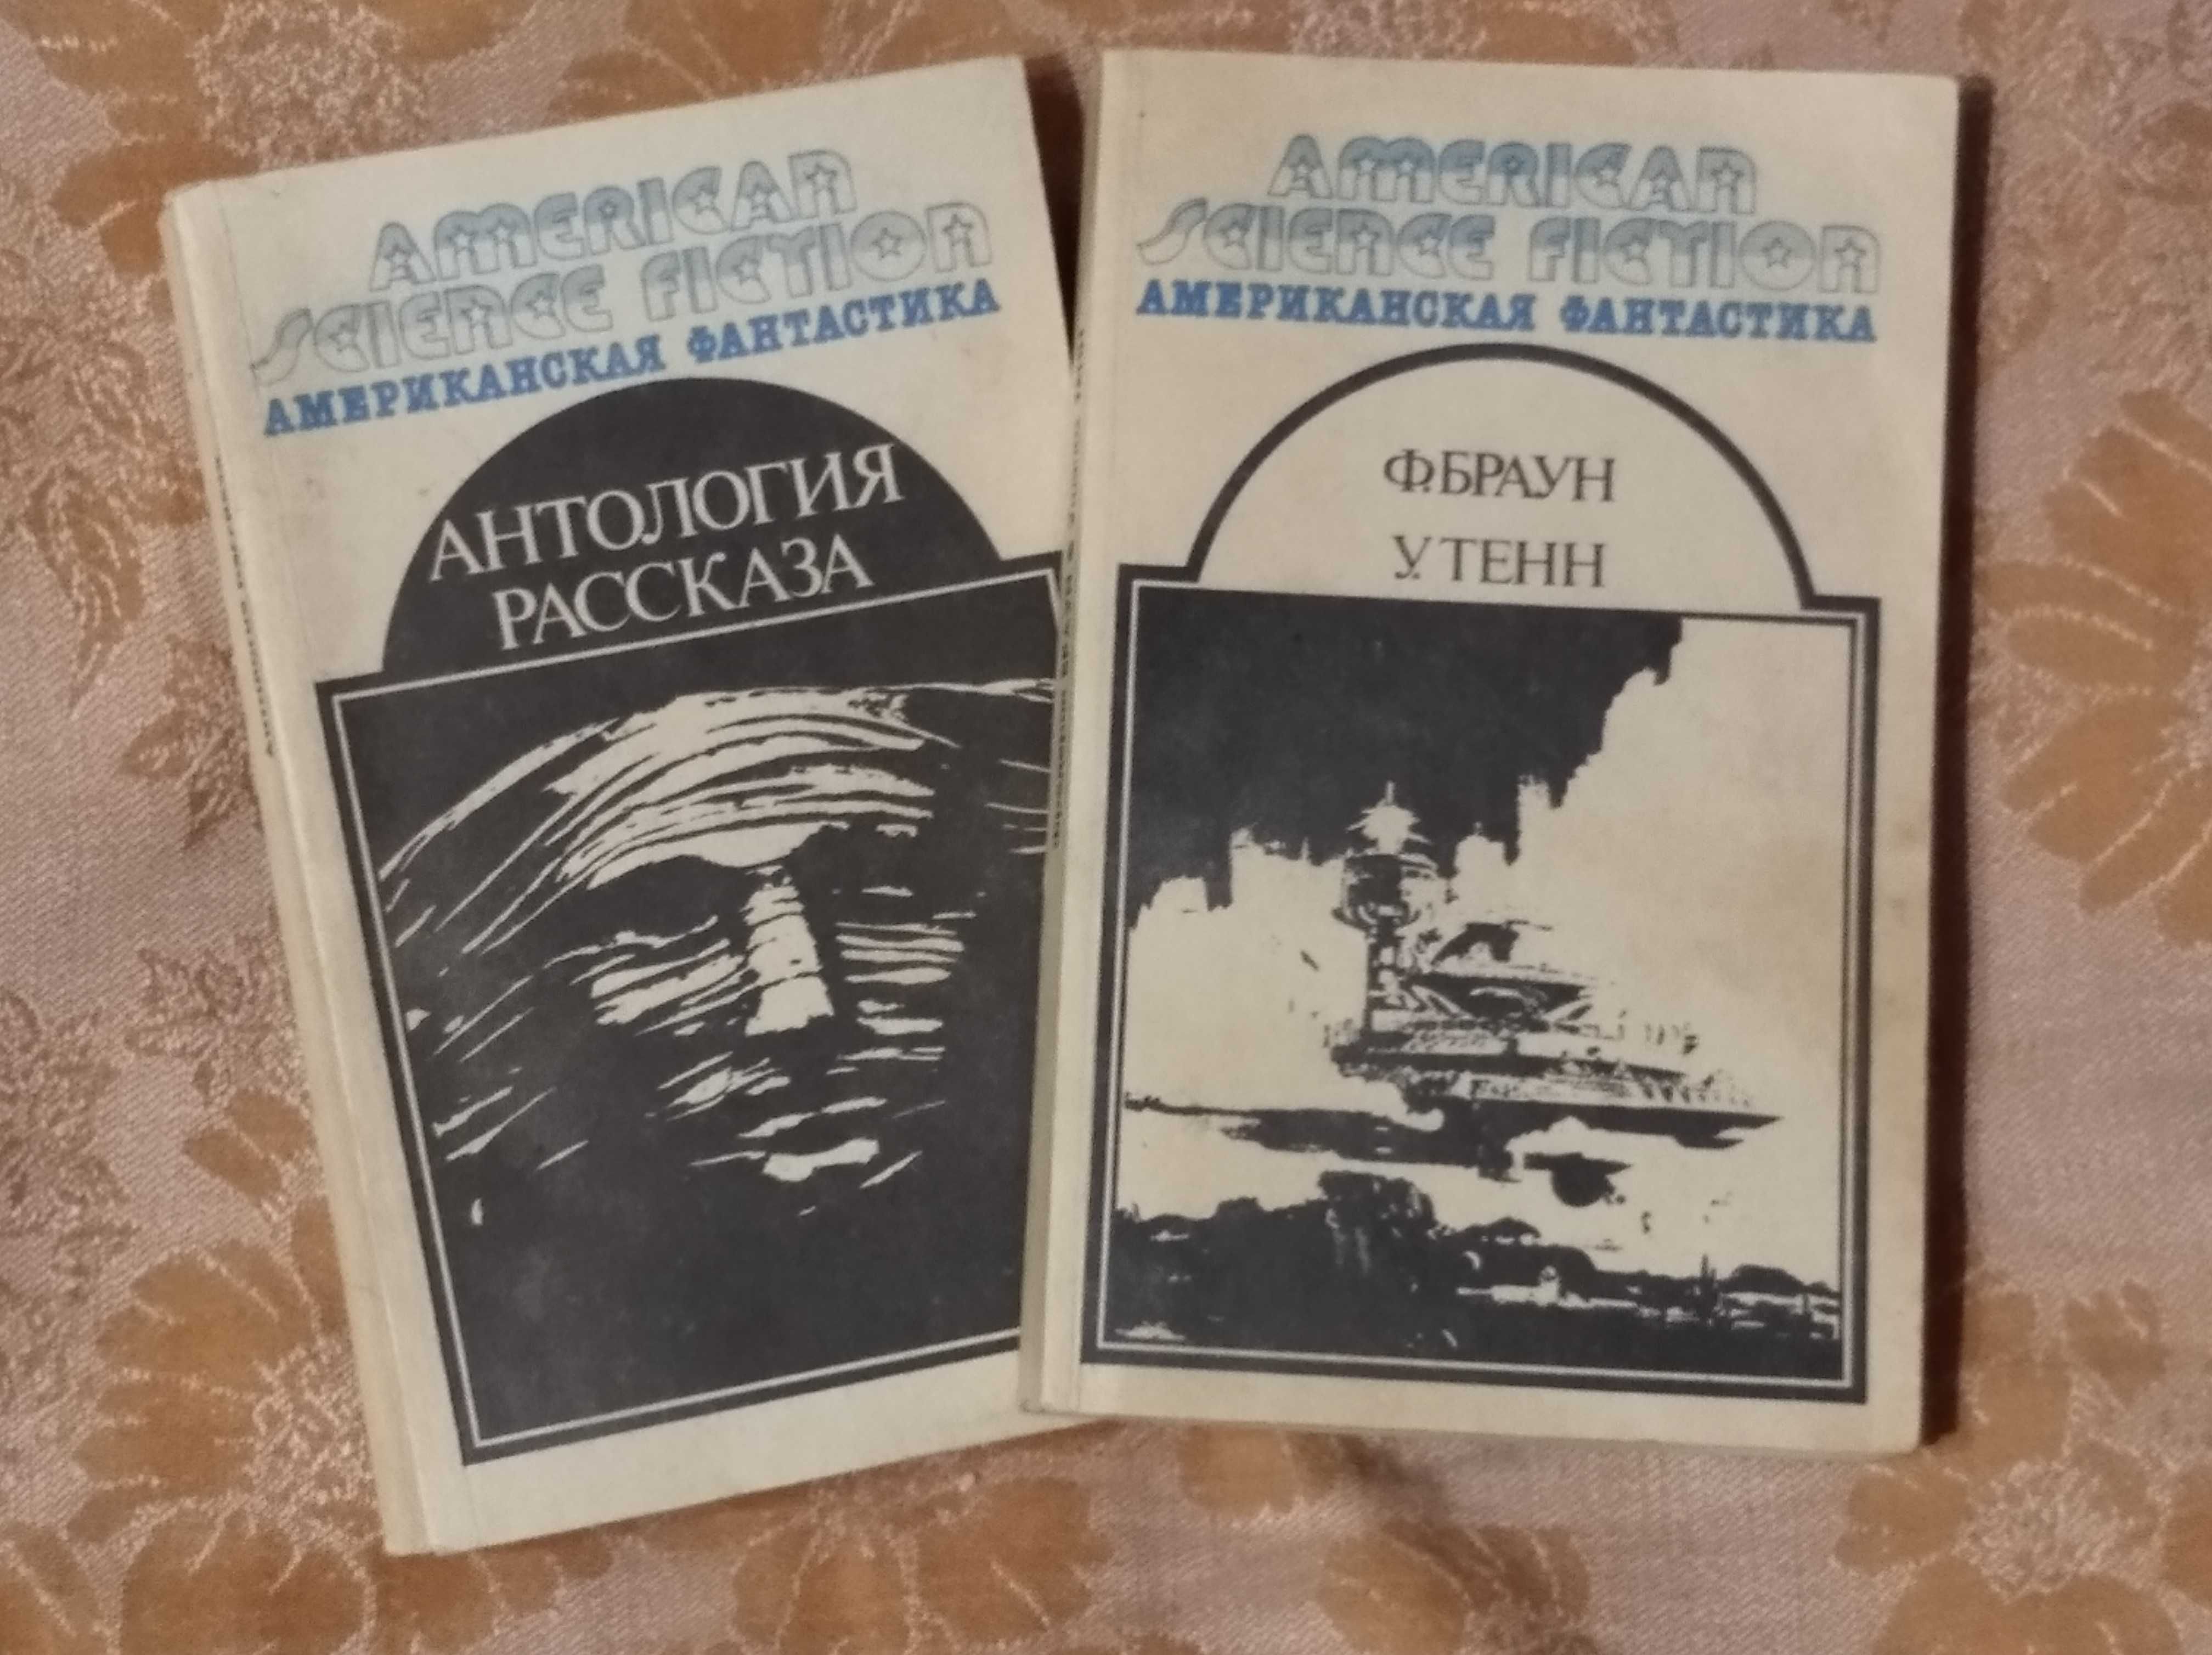 AMERICAN
SCIENCE FICTION
АМЕРИКАНСКАЯ ФАНТАСТИКА
АНТОЛОГИЯ
РАССКАЗА
AMERICAN
SCIENCE FICTION
АМЕРИКАНСКАЯ ФАНТАСТИКА
Ф.БРАУН
У.ТЕНН